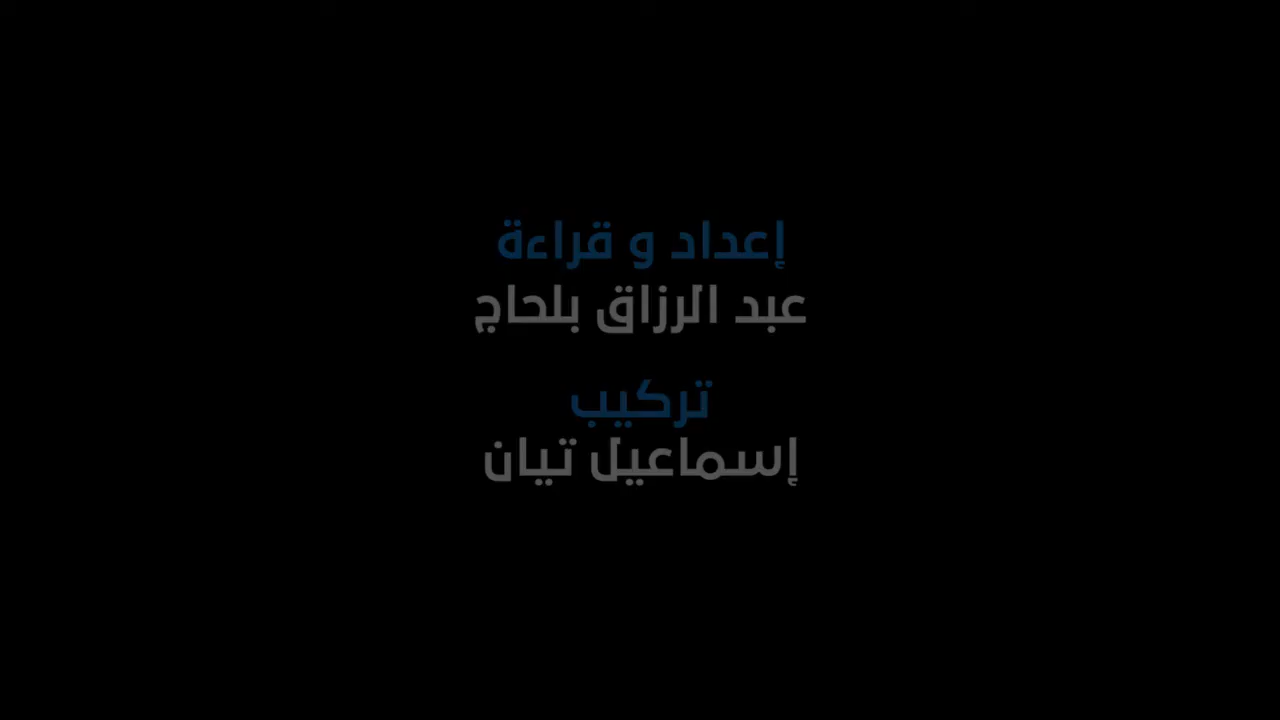 إعداد و قراءة
عبد الرزاق بلحاج
تركيب
إسماعيل تيان